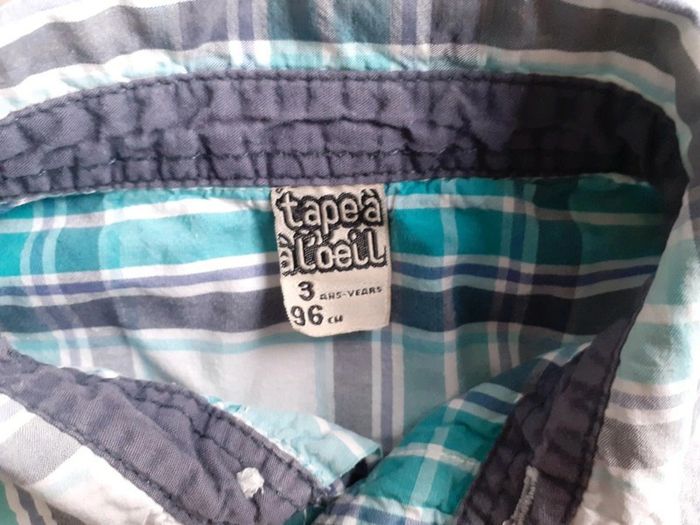 tape à
à l'oeil
3 ANS-YEARS
96 CM